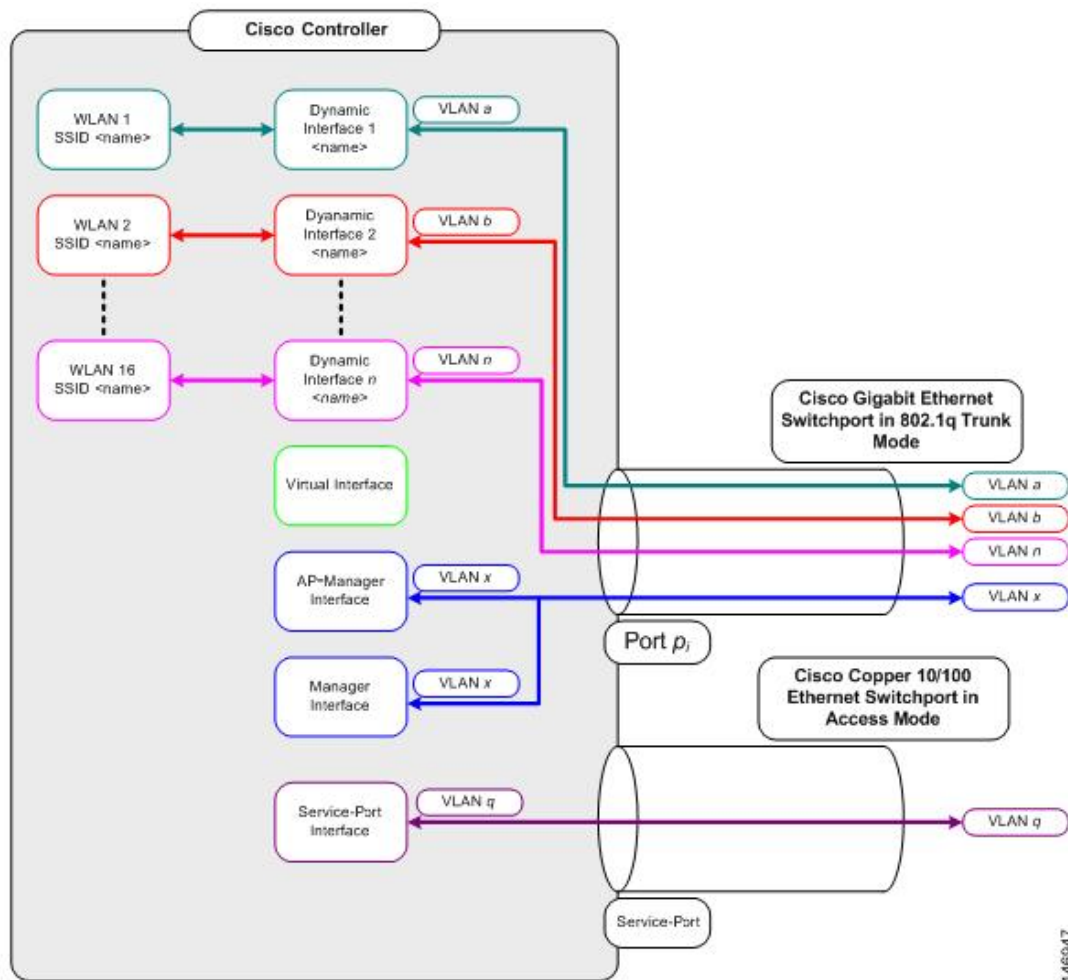 Cisco Controller
WLAN 1
SSID <name>
Dynamic
Interface 1
<name>
VLAN a
WLAN 2
SSID <name>
Dyanamic
Interface 2
<name>
VLAN b
WLAN 16
SSID <name>
Dynamic
Interface n
<name>
VLAN n
Virtual Interface
AP-Manager
Interface
VLAN x
Manager
Interface
VLAN x
Service-Port
Interface
VLAN q
Cisco Gigabit Ethernet
Switchport in 802.1q Trunk
Mode
VLAN a
VLAN b
VLAN n
VLAN x
Port pi
Cisco Copper 10/100
Ethernet Switchport in
Access Mode
VLAN q
Service-Port
146947